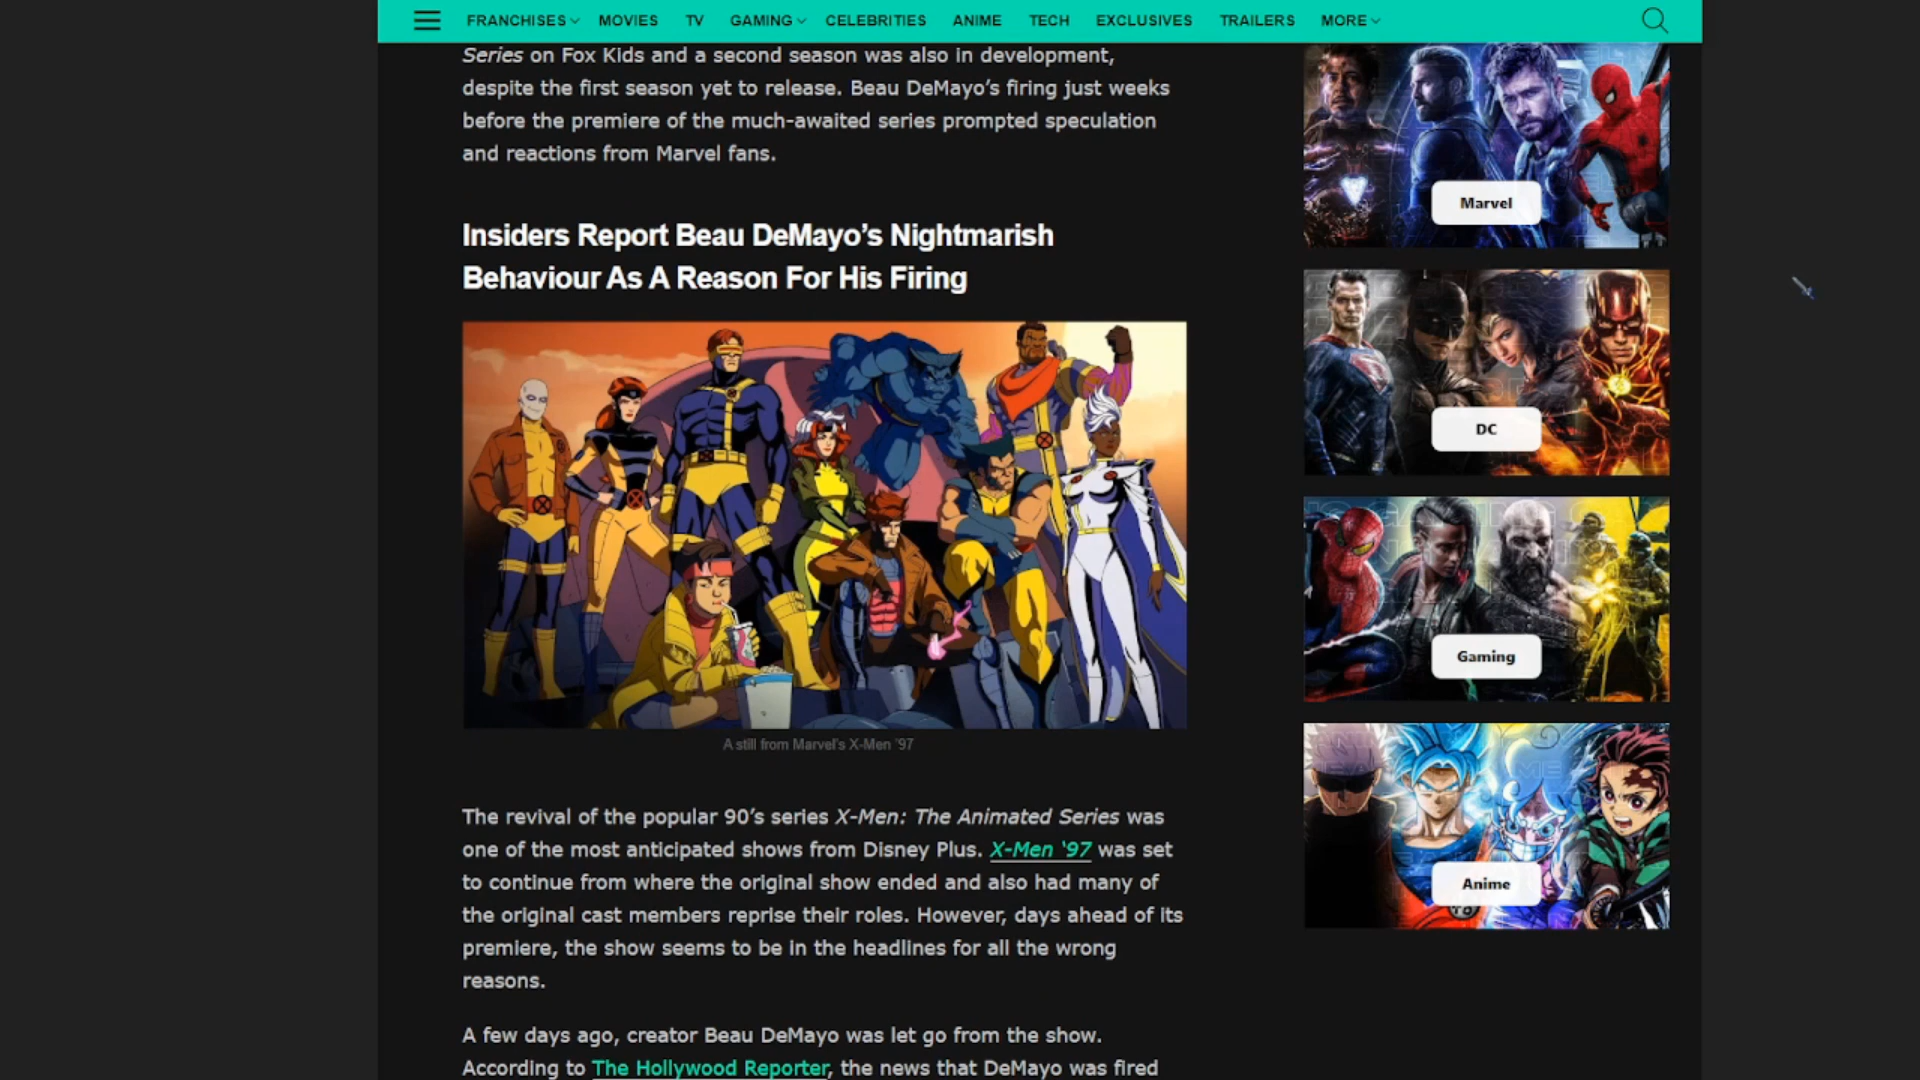 FRANCHISES MOVIES TV GAMING CELEBRITIES ANIME TECH EXCLUSIVES TRAILERS MORE
Series on Fox Kids and a second season was also in development,
despite the first season yet to release. Beau DeMayo’s firing just weeks
before the premiere of the much-awaited series prompted speculation
and reactions from Marvel fans.
Insiders Report Beau DeMayo’s Nightmarish
Behaviour As A Reason For His Firing
A still from Marvel's X-Men '97
The revival of the popular 90’s series X-Men: The Animated Series was
one of the most anticipated shows from Disney Plus. X-Men ‘97 was set
to continue from where the original show ended and also had many of
the original cast members reprise their roles. However, days ahead of its
premiere, the show seems to be in the headlines for all the wrong
reasons.
A few days ago, creator Beau DeMayo was let go from the show.
According to The Hollywood Reporter, the news that DeMayo was fired
Marvel
DC
Gaming
Anime